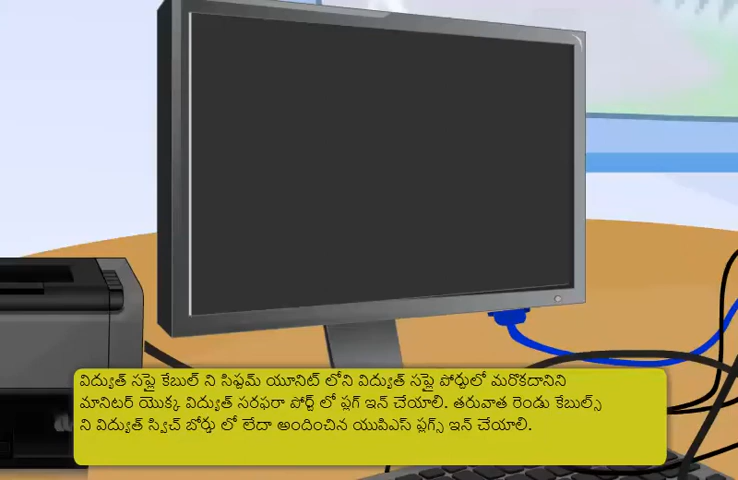 విద్యుత్ సప్లై కేబుల్ ని సిస్టమ్ యూనిట్ లోని విద్యుత్ సప్లై పోర్టులో మరొకదానిని
మానిటర్ యొక్క విద్యుత్ సరఫరా పోర్ట్ లో ప్లగ్ ఇన్ చేయాలి. తరువాత రెండు కేబుల్స్
ని విద్యుత్ స్విచ్ బోర్డు లో లేదా అందించిన యుపిఎస్ ప్లగ్స్ ఇన్ చేయాలి.